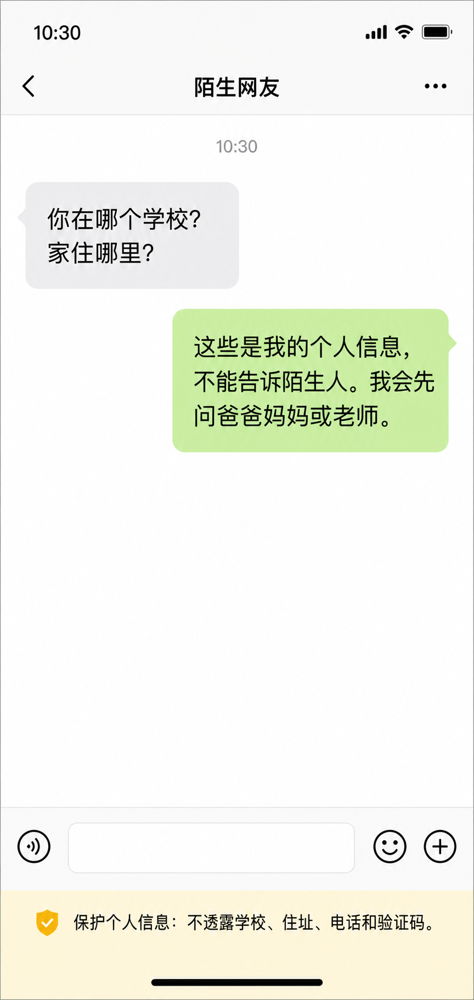 10:30
陌生网友
10:30
你在哪个学校？
家住哪里？
这些是我的个人信息，
不能告诉陌生人。我会先
问爸爸妈妈或老师。
保护个人信息：不透露学校、住址、电话和验证码。